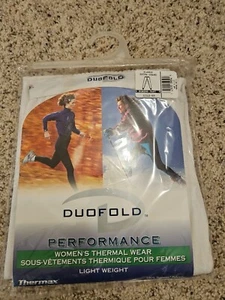 DUOFOLD
DUOFOLD
PERFORMANCE
WOMEN'S THERMAL WEAR
SOUS-VÊTEMENTS THERMIQUE POUR FEMMES
LIGHT WEIGHT
Thermax